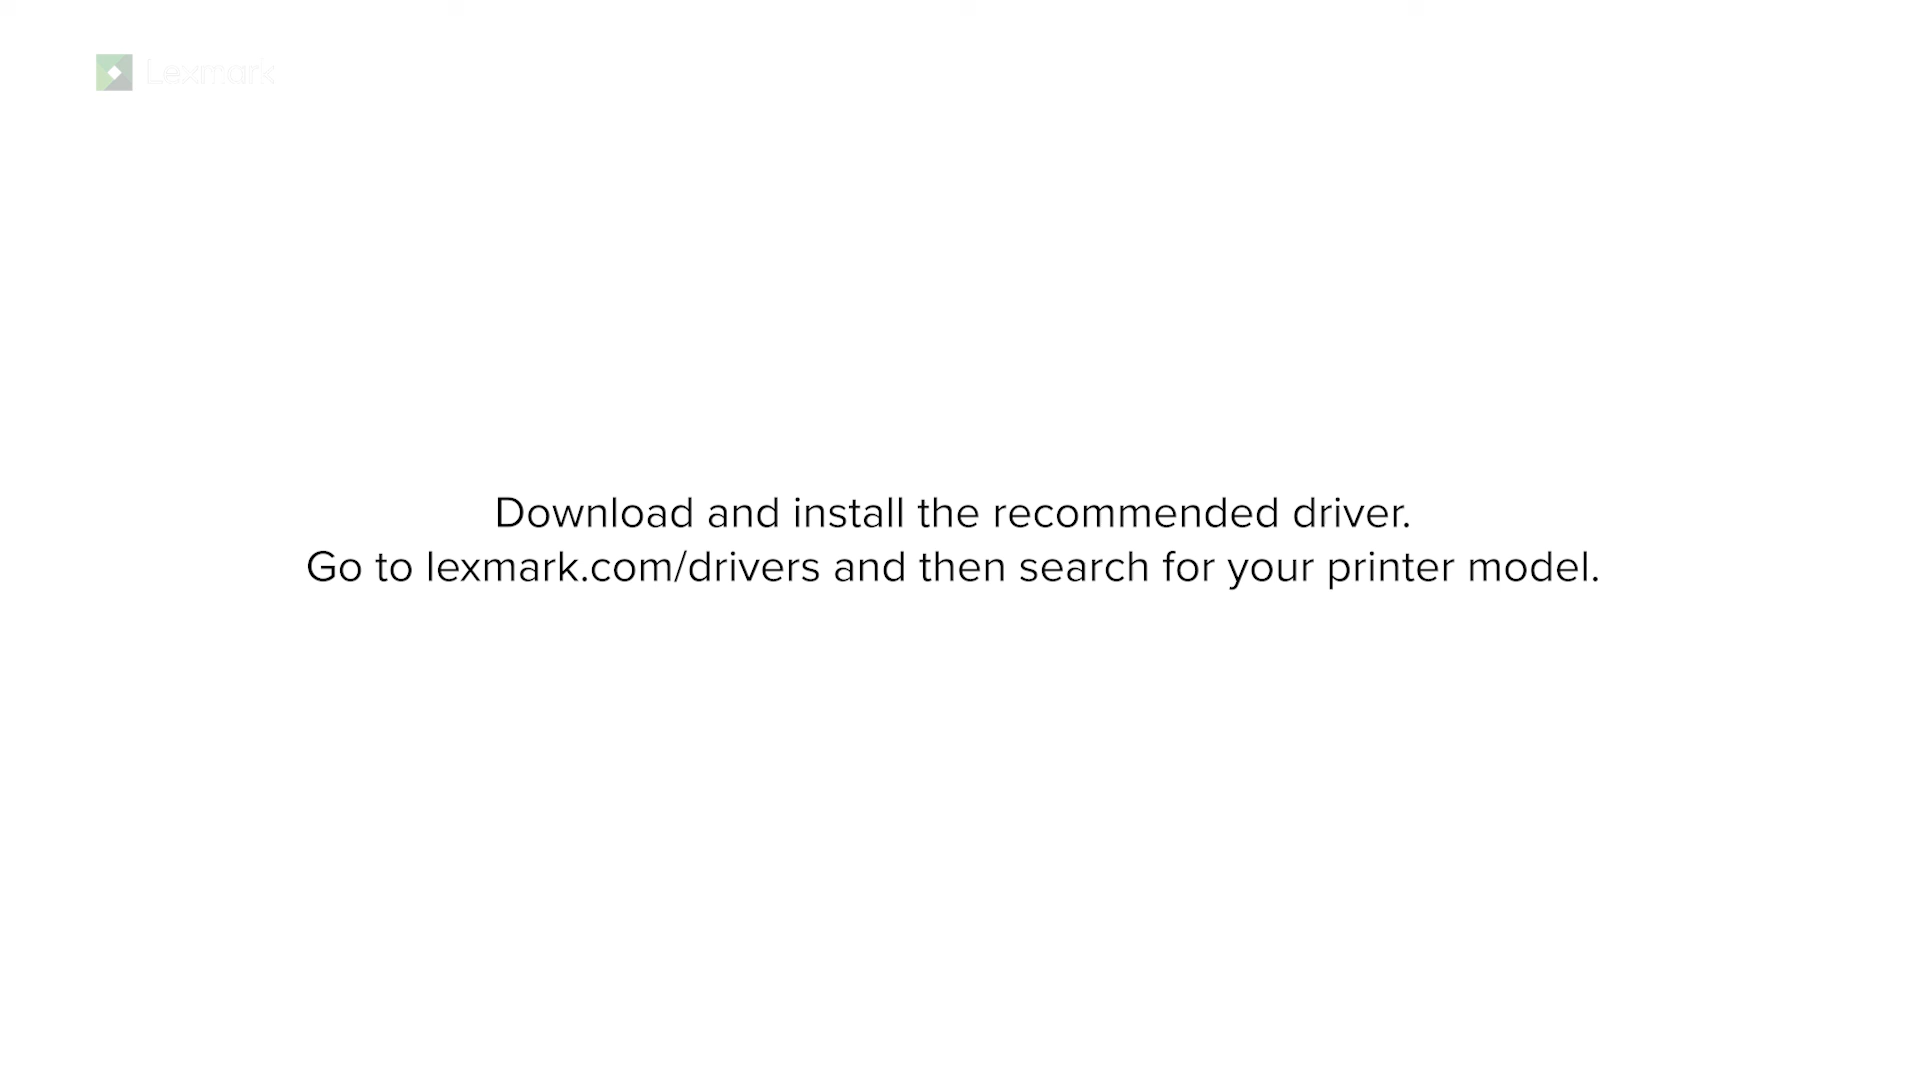 Lexmark
Download and install the recommended driver.
Go to lexmark.com/drivers and then search for your printer model.